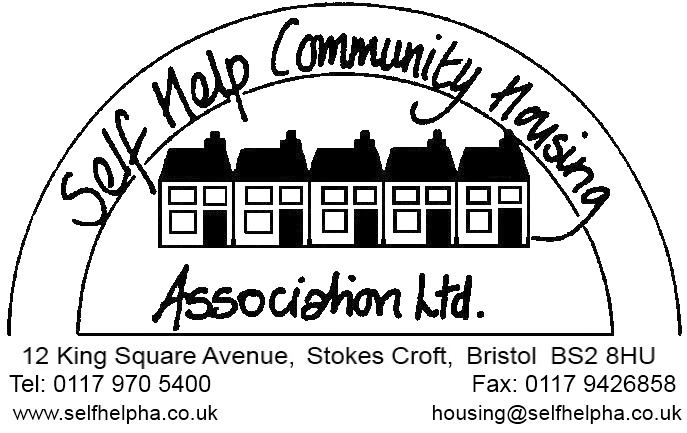 Self Help Community Housing
Association Ltd.
12 King Square Avenue, Stokes Croft, Bristol BS2 8HU
Tel: 0117 970 5400 Fax: 0117 9426858
www.selfhelpha.co.uk housing@selfhelpha.co.uk